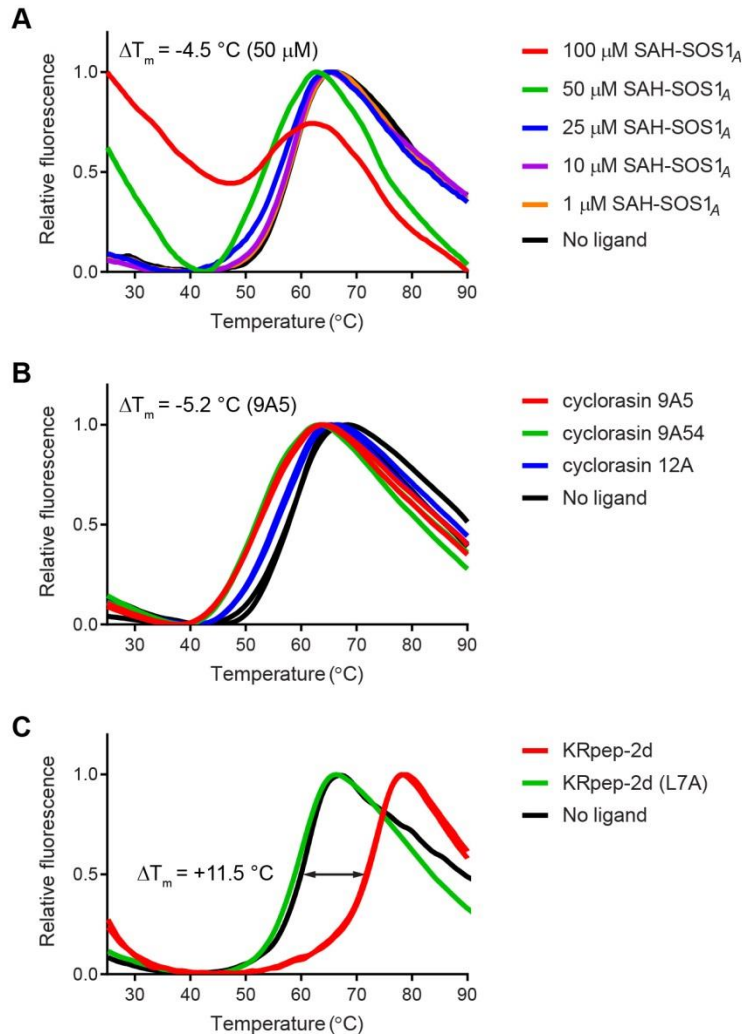 A
ΔTm = -4.5 °C (50 μM)
Relative fluorescence
1.0
0.5
0.0
30 40 50 60 70 80 90
Temperature (°C)
100 μM SAH-SOS1A
50 μM SAH-SOS1A
25 μM SAH-SOS1A
10 μM SAH-SOS1A
1 μM SAH-SOS1A
No ligand
B
ΔTm = -5.2 °C (9A5)
Relative fluorescence
1.0
0.5
0.0
30 40 50 60 70 80 90
Temperature (°C)
cyclorasin 9A5
cyclorasin 9A54
cyclorasin 12A
No ligand
C
ΔTm = +11.5 °C
Relative fluorescence
1.0
0.5
0.0
30 40 50 60 70 80 90
Temperature (°C)
KRpep-2d
KRpep-2d (L7A)
No ligand